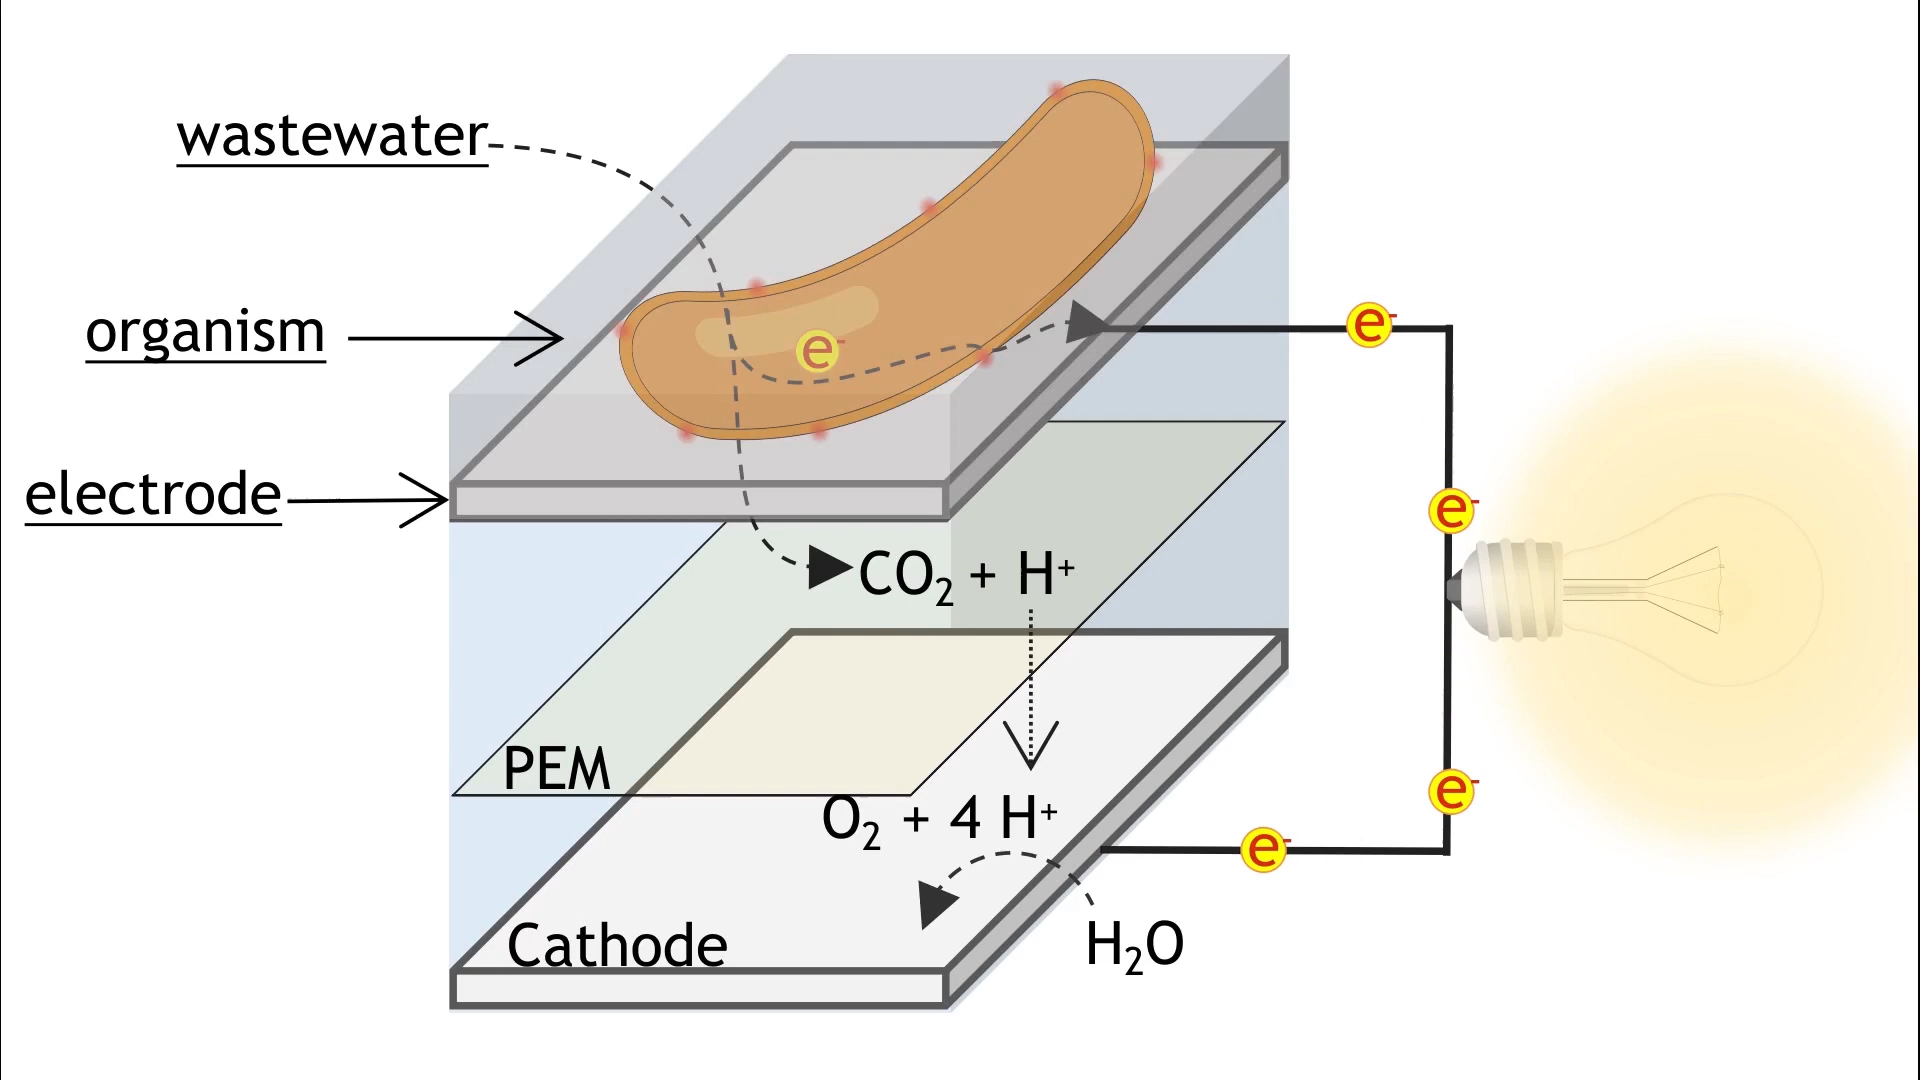 wastewater
organism
e-
e-
electrode
e-
CO₂ + H⁺
PEM
e-
O₂ + 4 H⁺
e-
Cathode
H₂O